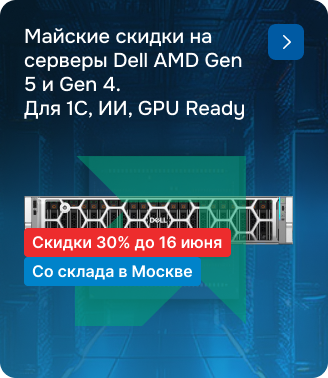 Майские скидки на
серверы Dell AMD Gen
5 и Gen 4.
Для 1С, ИИ, GPU Ready
DELL
Скидки 30% до 16 июня
Со склада в Москве